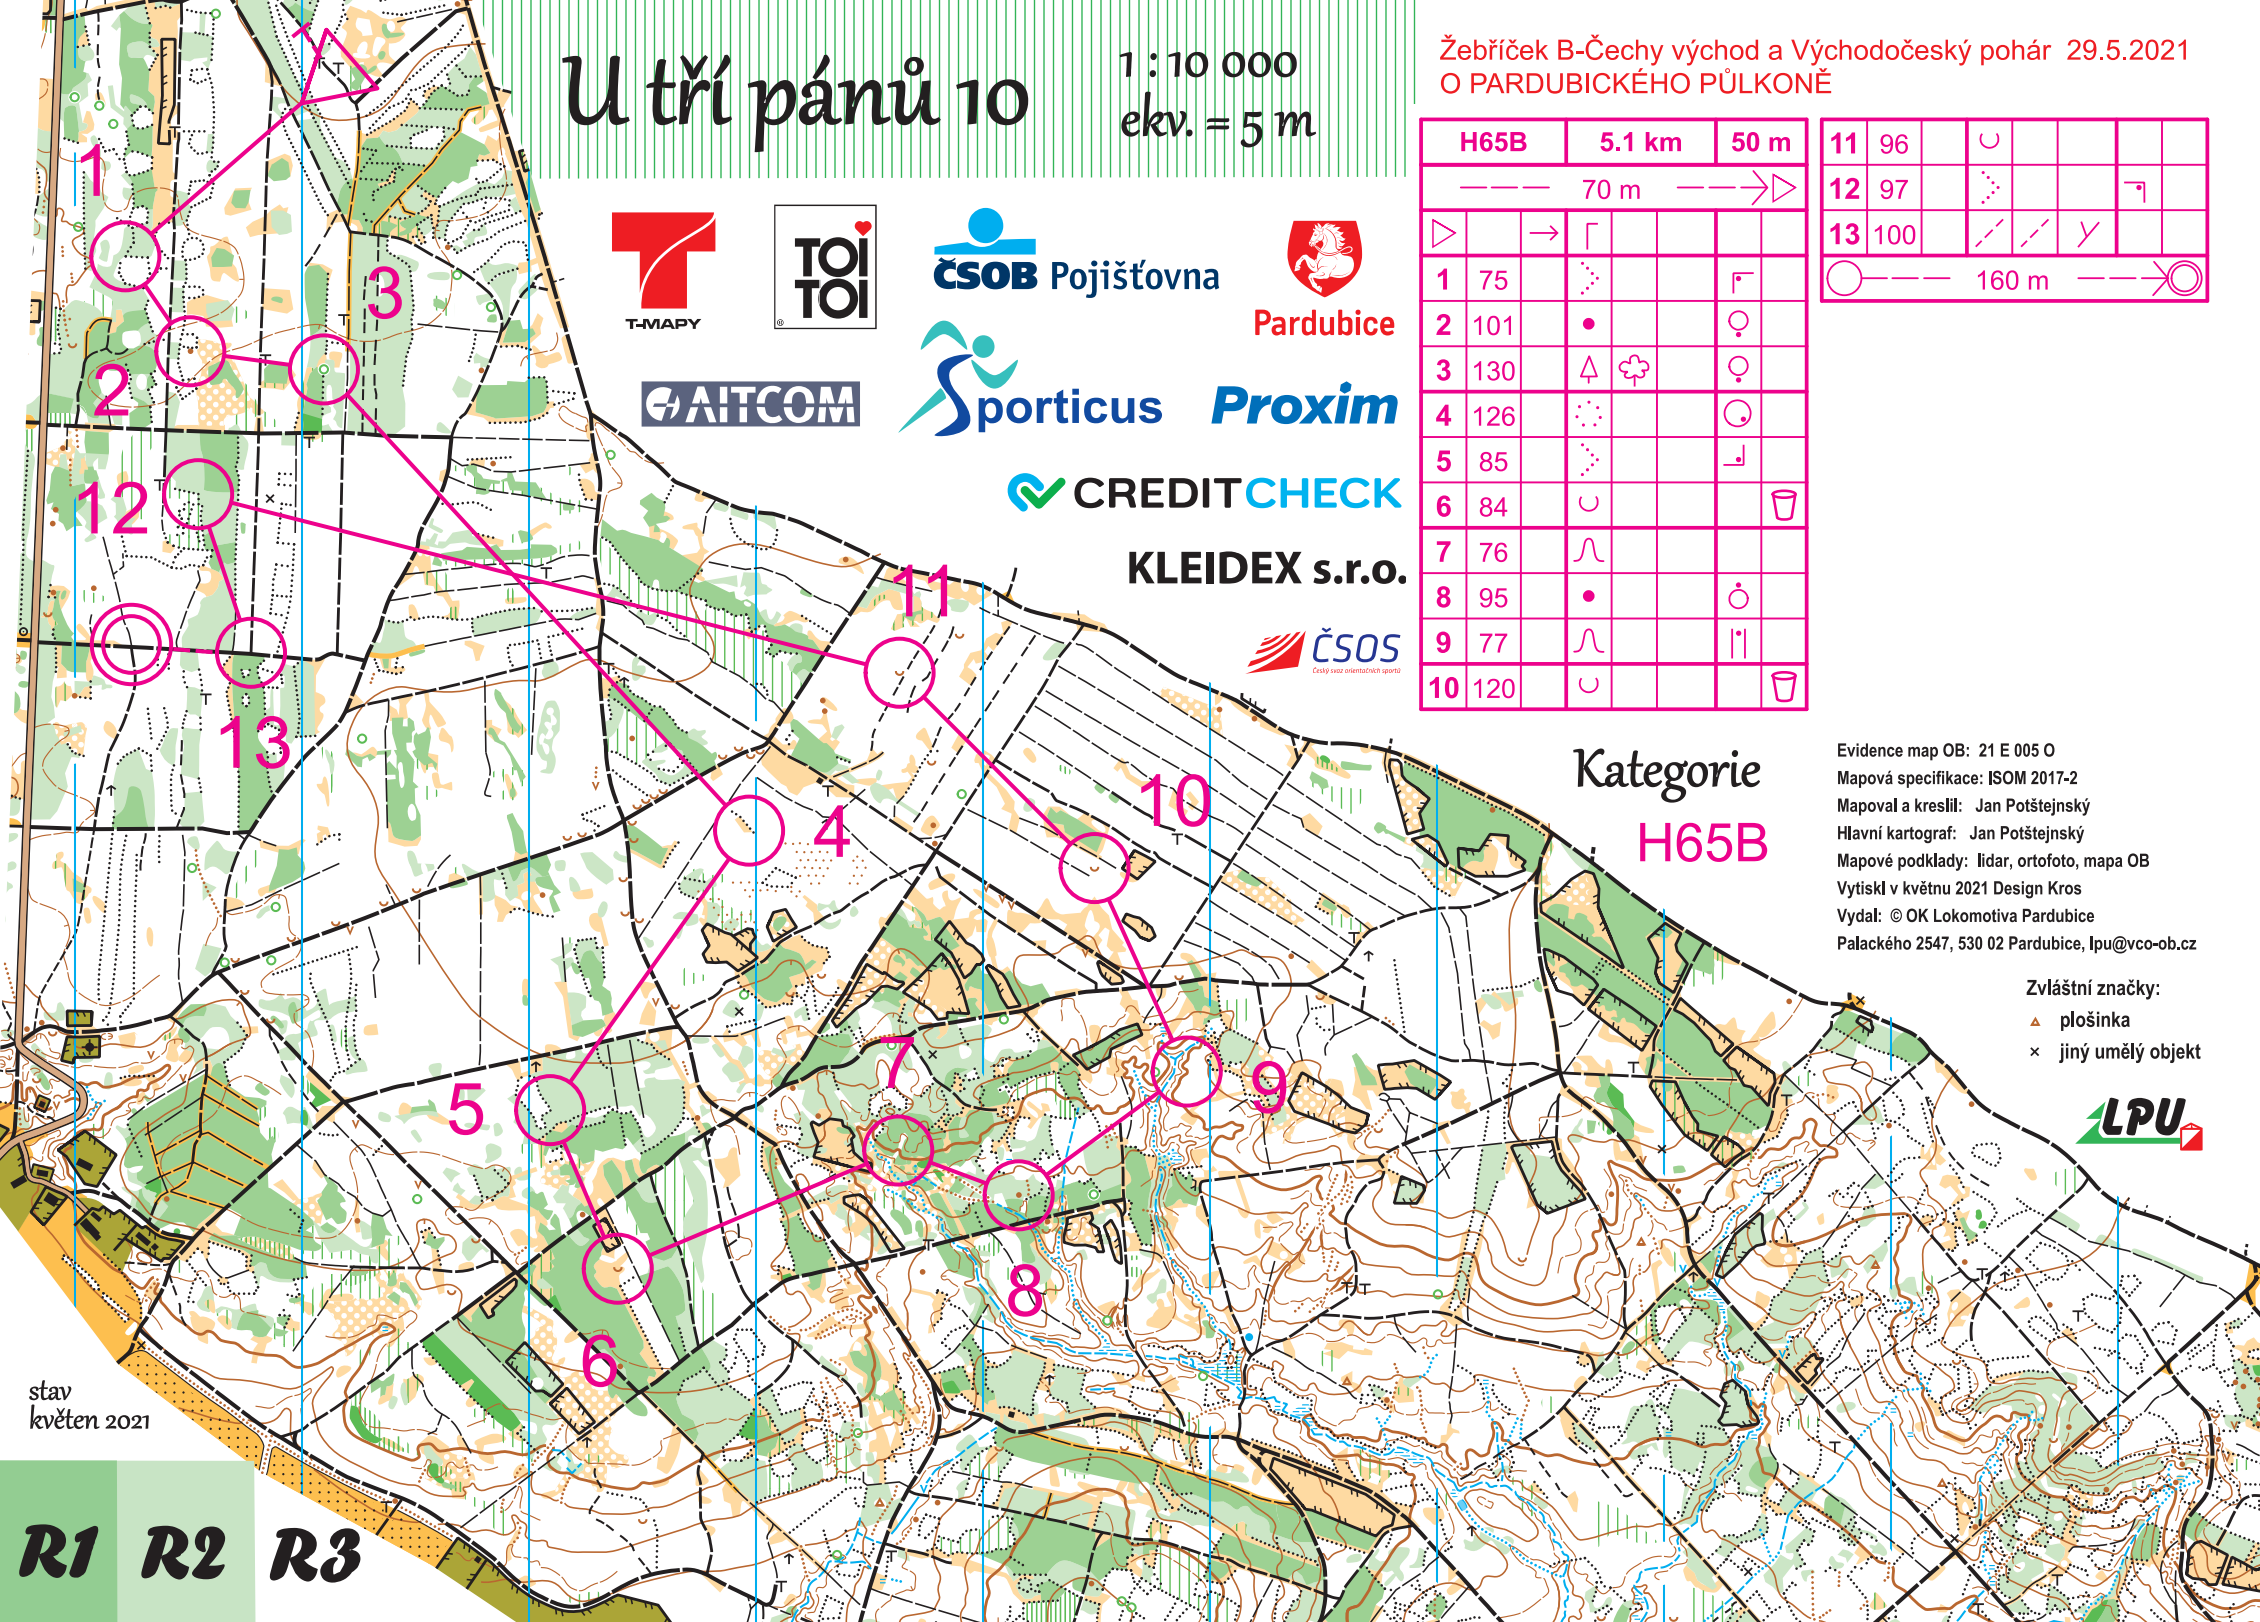 U tří pánů 10
1 : 10 000
ekv. = 5 m
Žebříček B-Čechy východ a Východočeský pohár 29.5.2021
O PARDUBICKÉHO PŮLKONĚ
T-MAPY
TOI
TOI
®
ČSOB Pojišťovna
Pardubice
AITCOM
Sporticus
Proxim
CREDITCHECK
KLEIDEX s.r.o.
ČSOS
Český svaz orientačních sportů
H65B 5.1 km 50 m
70 m
1 75
2 101
3 130
4 126
5 85
6 84
7 76
8 95
9 77
10 120
11 96
12 97
13 100
160 m
Kategorie
H65B
Evidence map OB: 21 E 005 O
Mapová specifikace: ISOM 2017-2
Mapoval a kreslil: Jan Potštejnský
Hlavní kartograf: Jan Potštejnský
Mapové podklady: lidar, ortofoto, mapa OB
Vytiskl v květnu 2021 Design Kros
Vydal: © OK Lokomotiva Pardubice
Palackého 2547, 530 02 Pardubice, lpu@vco-ob.cz
Zvláštní značky:
plošinka
× jiný umělý objekt
LPU
1
2
3
12
11
13
4
10
5
7
9
8
6
stav
květen 2021
R1 R2 R3